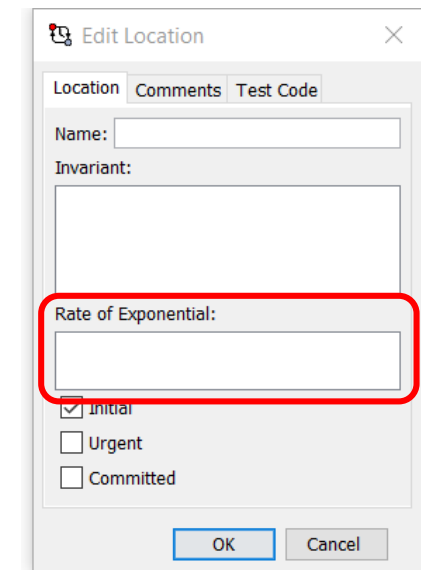 Edit Location
Location Comments Test Code
Name:
Invariant:
Rate of Exponential:
Initial
Urgent
Committed
OK Cancel